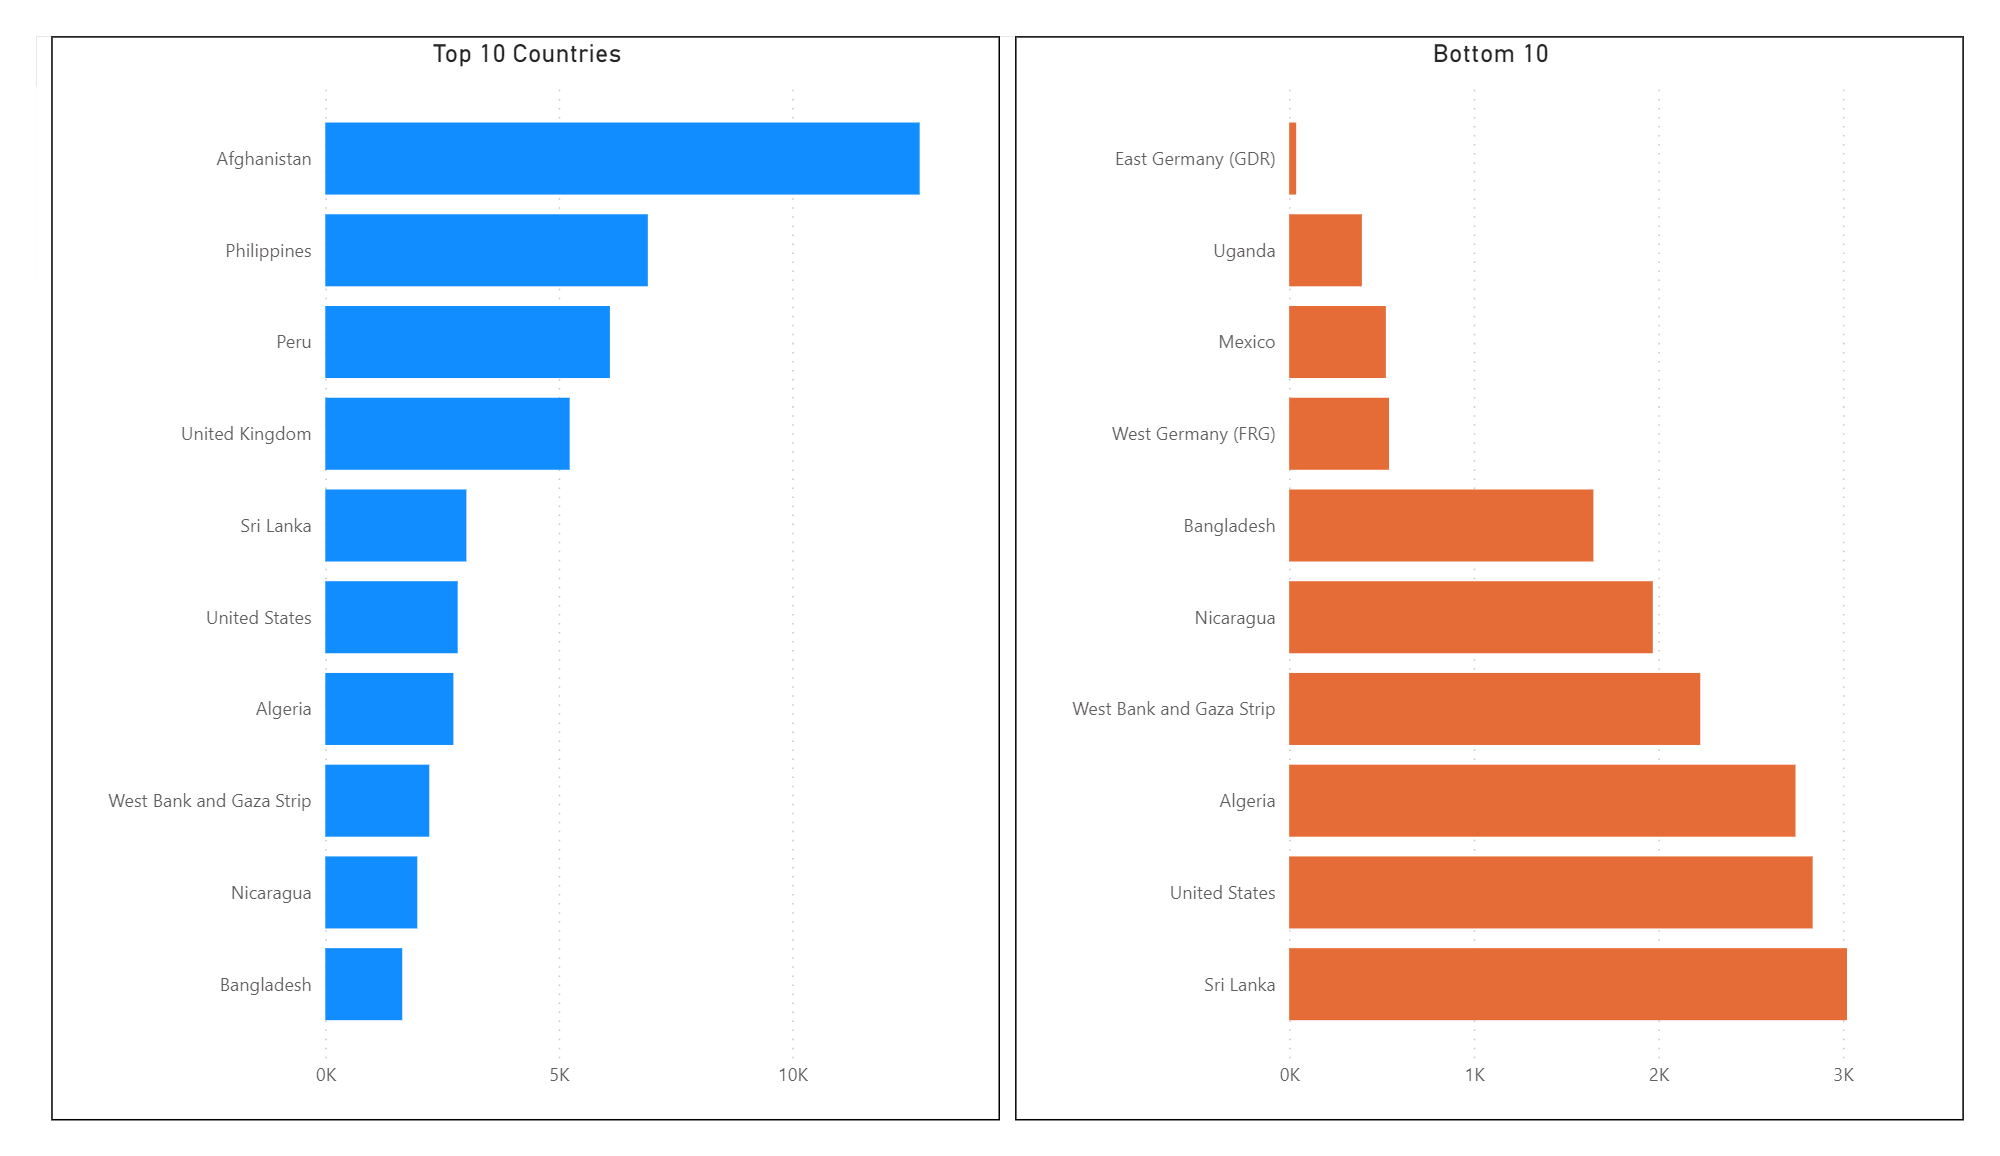 Top 10 Countries
Afghanistan
Philippines
Peru
United Kingdom
Sri Lanka
United States
Algeria
West Bank and Gaza Strip
Nicaragua
Bangladesh
0K 5K 10K
Bottom 10
East Germany (GDR)
Uganda
Mexico
West Germany (FRG)
Bangladesh
Nicaragua
West Bank and Gaza Strip
Algeria
United States
Sri Lanka
0K 1K 2K 3K